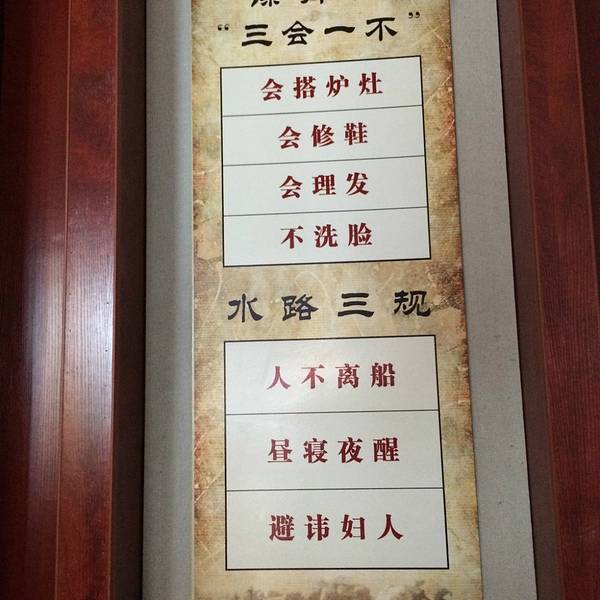 “三会一不”
会搭炉灶
会修鞋
会理发
不洗脸
水路三规
人不离船
昼寝夜醒
避讳妇人